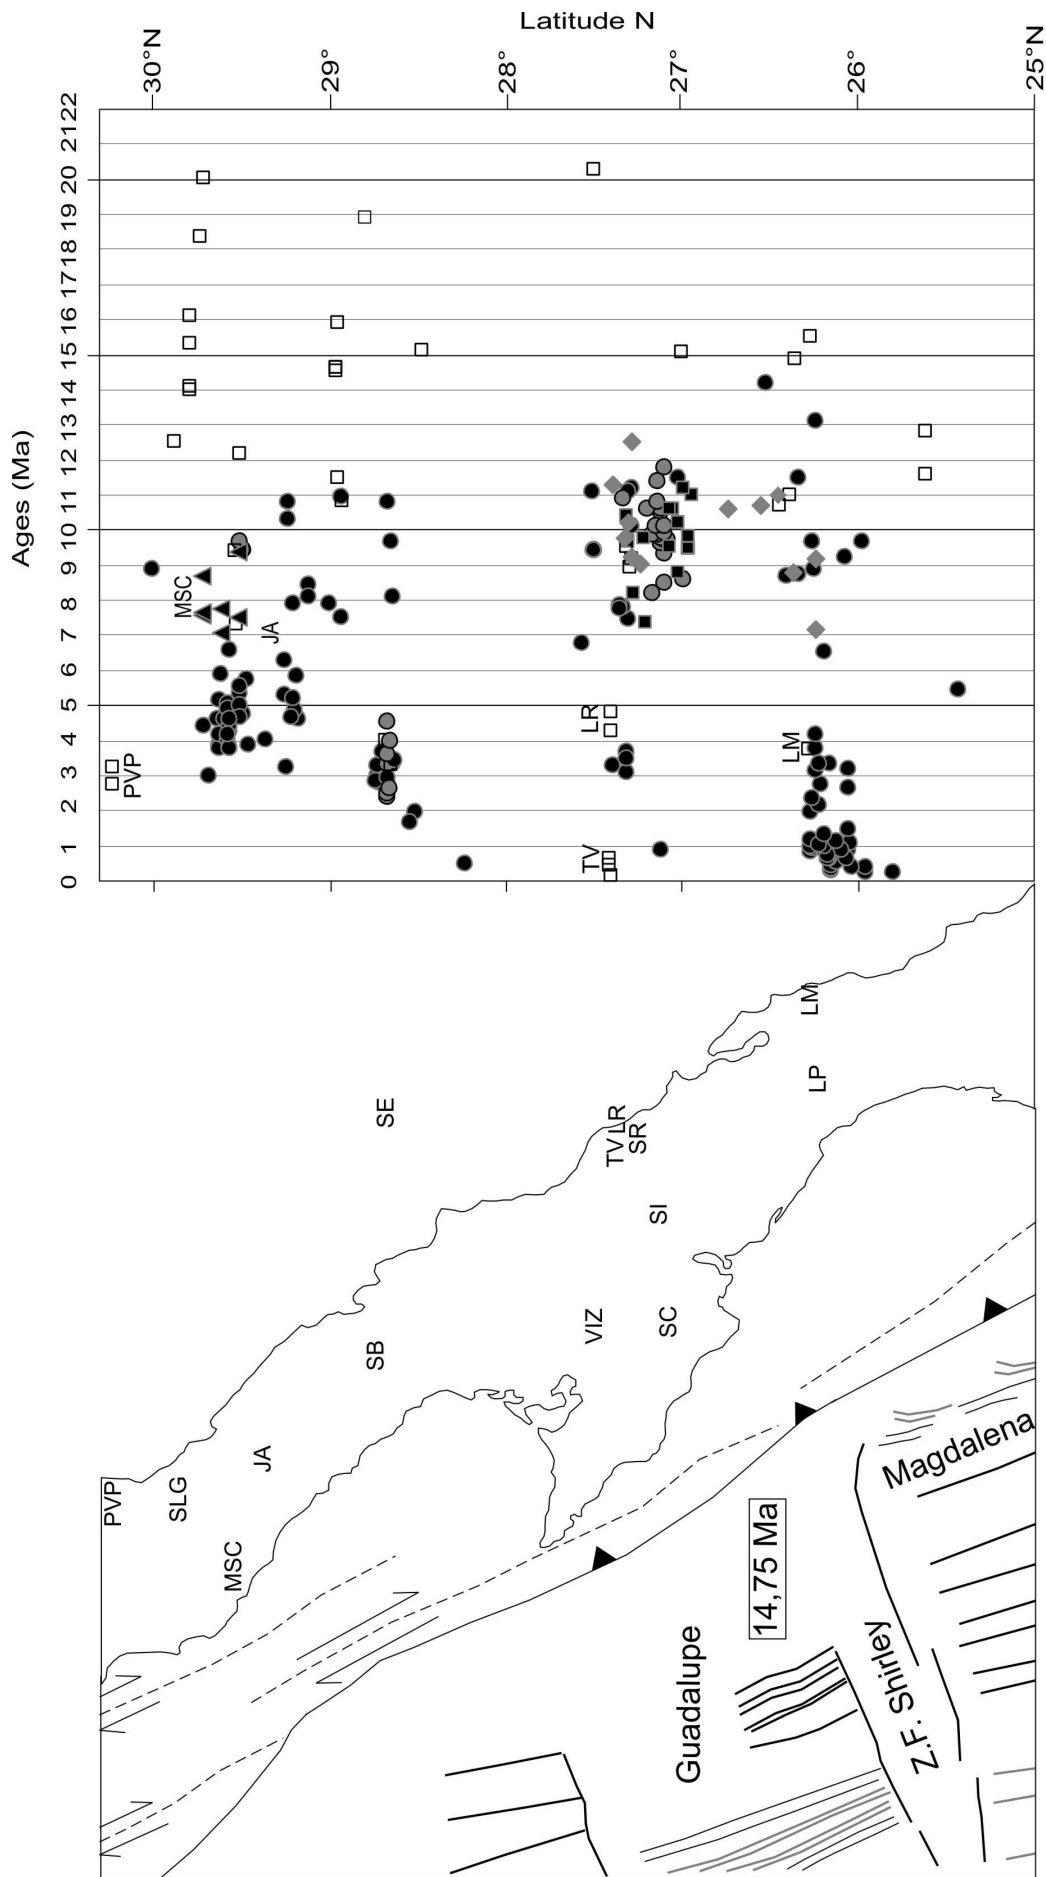 Latitude N
30°N
29°
28°
27°
26°
25°N
Ages (Ma)
0
1
2
3
4
5
6
7
8
9
10
11
12
13
14
15
16
17
18
19
20
21
22
PVP
MSC
JA
LR
TV
LM
PVP
SLG
MSC
JA
SB
SE
VIZ
SC
SI
TV
LR
SR
LP
LM
Guadalupe
14,75 Ma
Z.F. Shirley
Magdalena